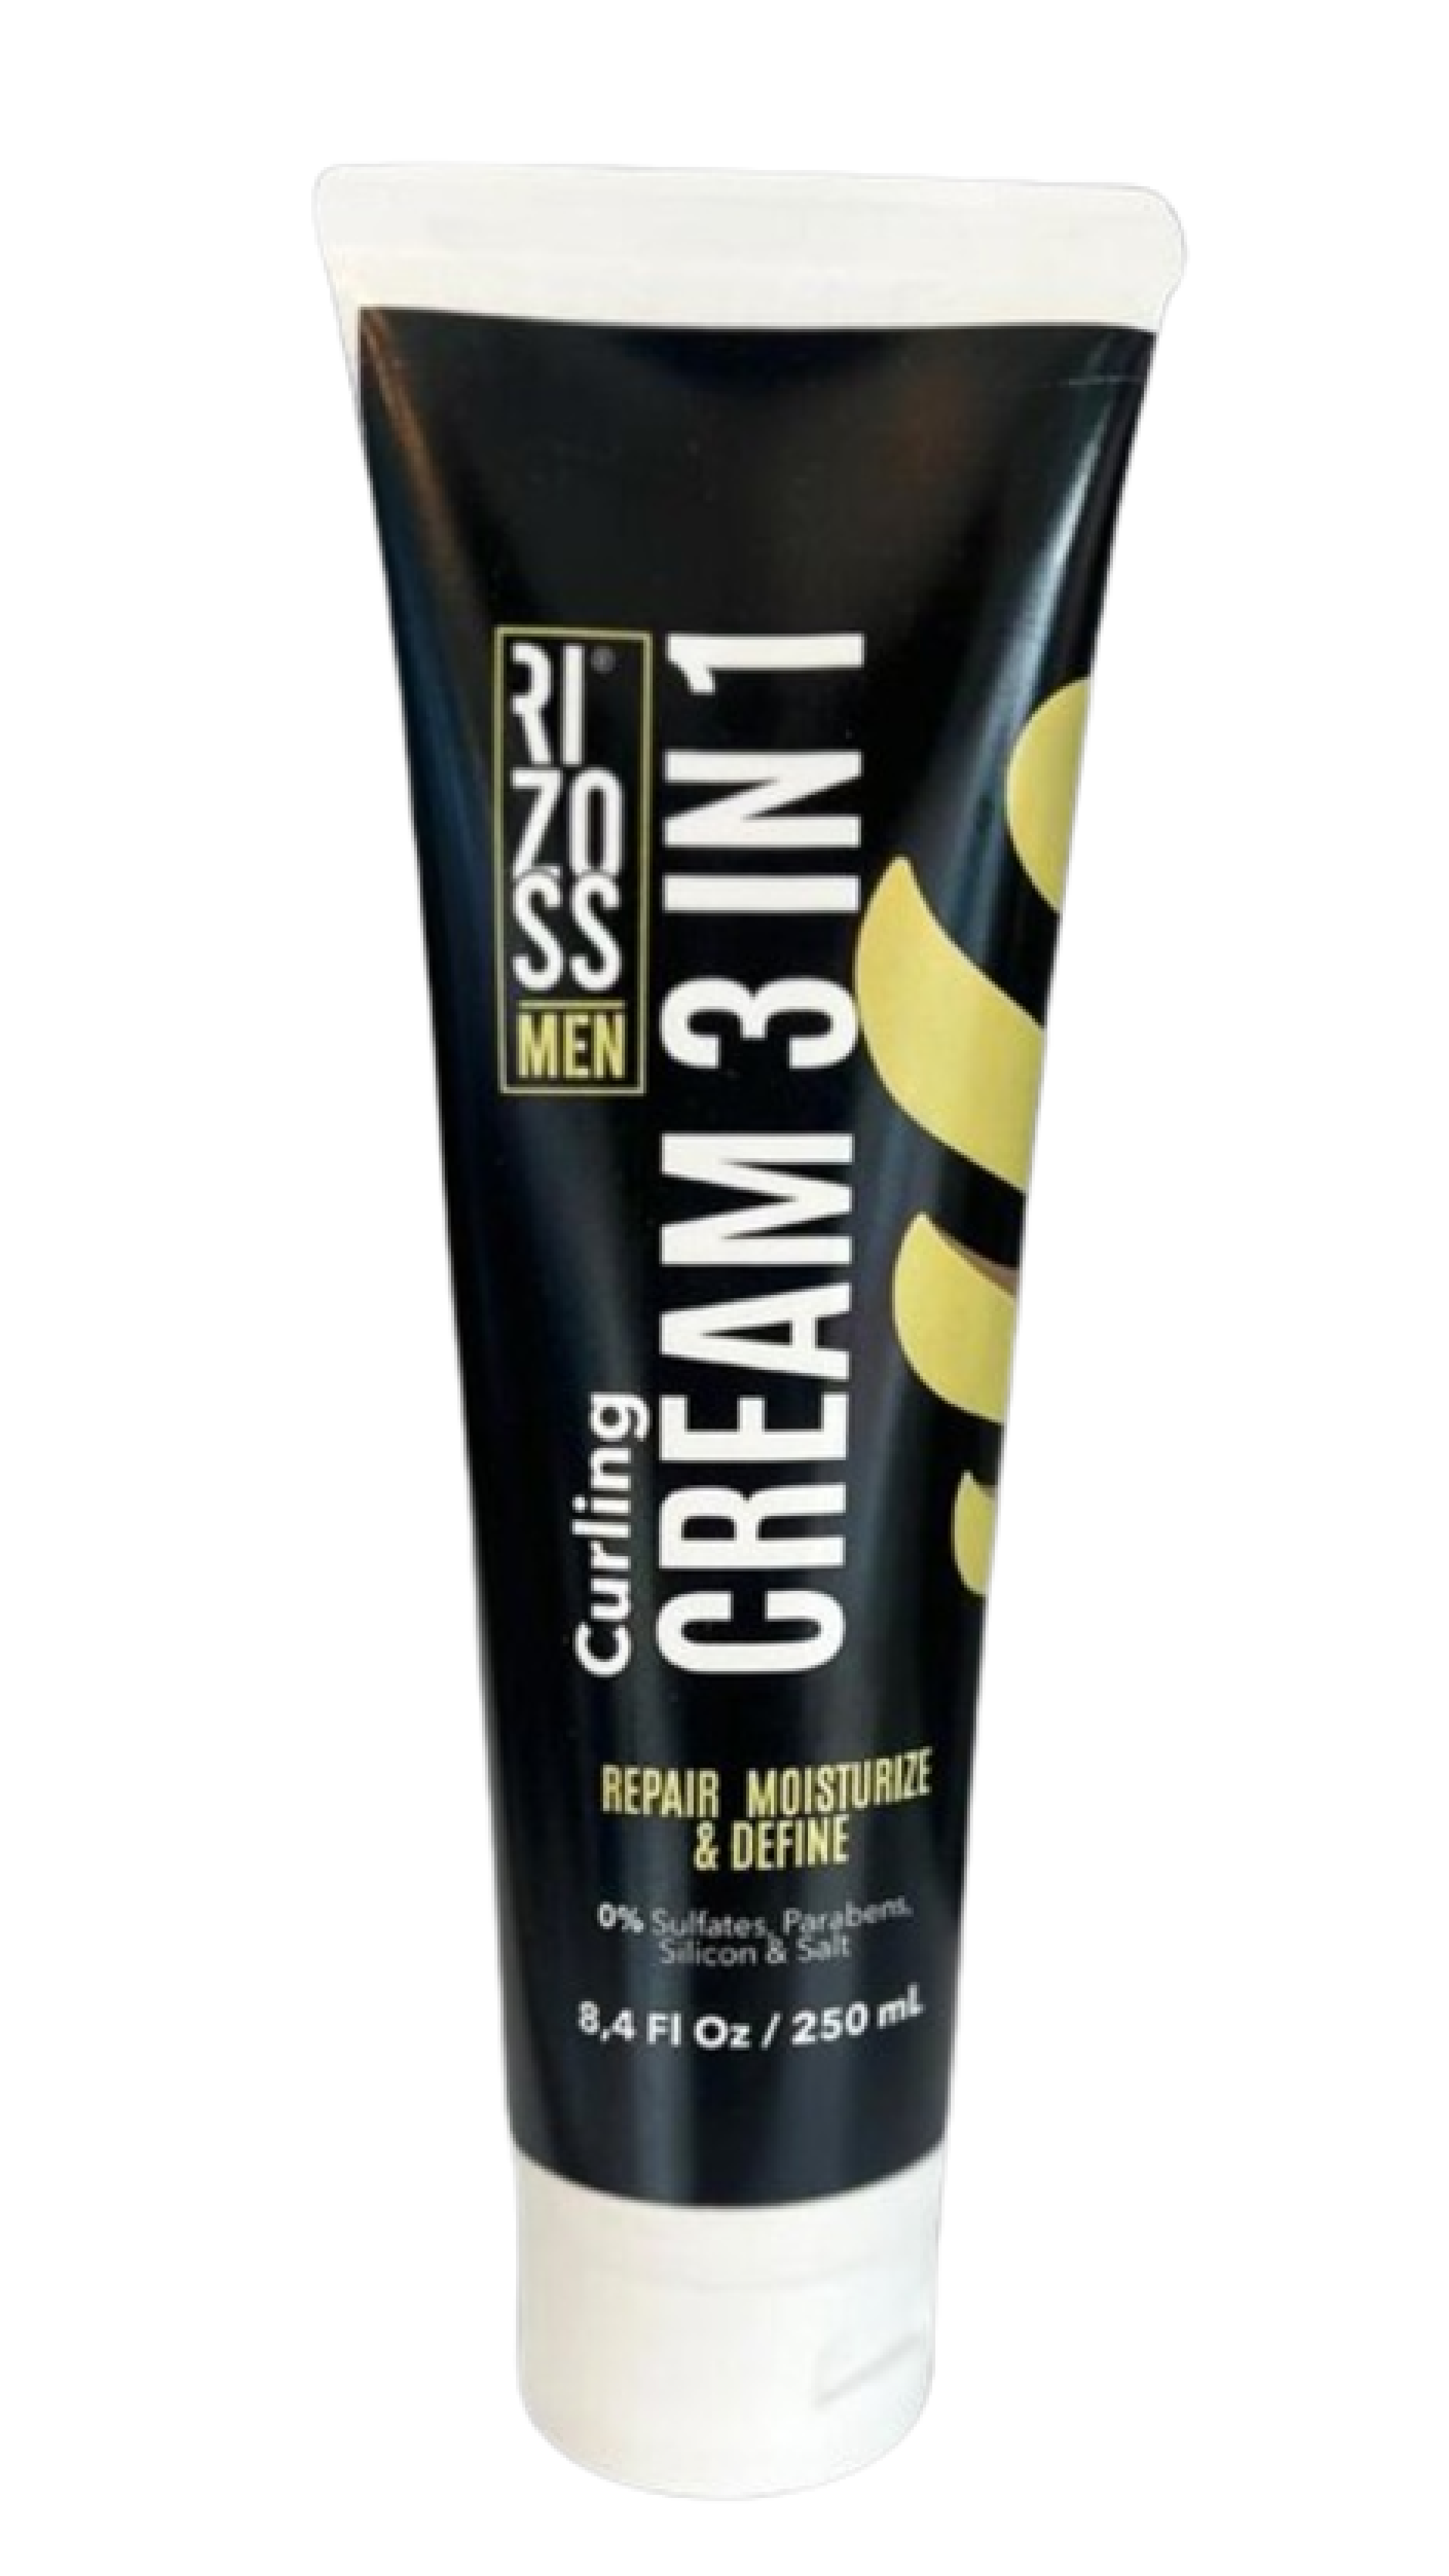 RI®
ZO
SS
MEN
Curling
CREAM 3 IN 1
REPAIR MOISTURIZE
& DEFINE
0% Sulfates, Parabens,
Silicon & Salt
8,4 Fl Oz / 250 mL